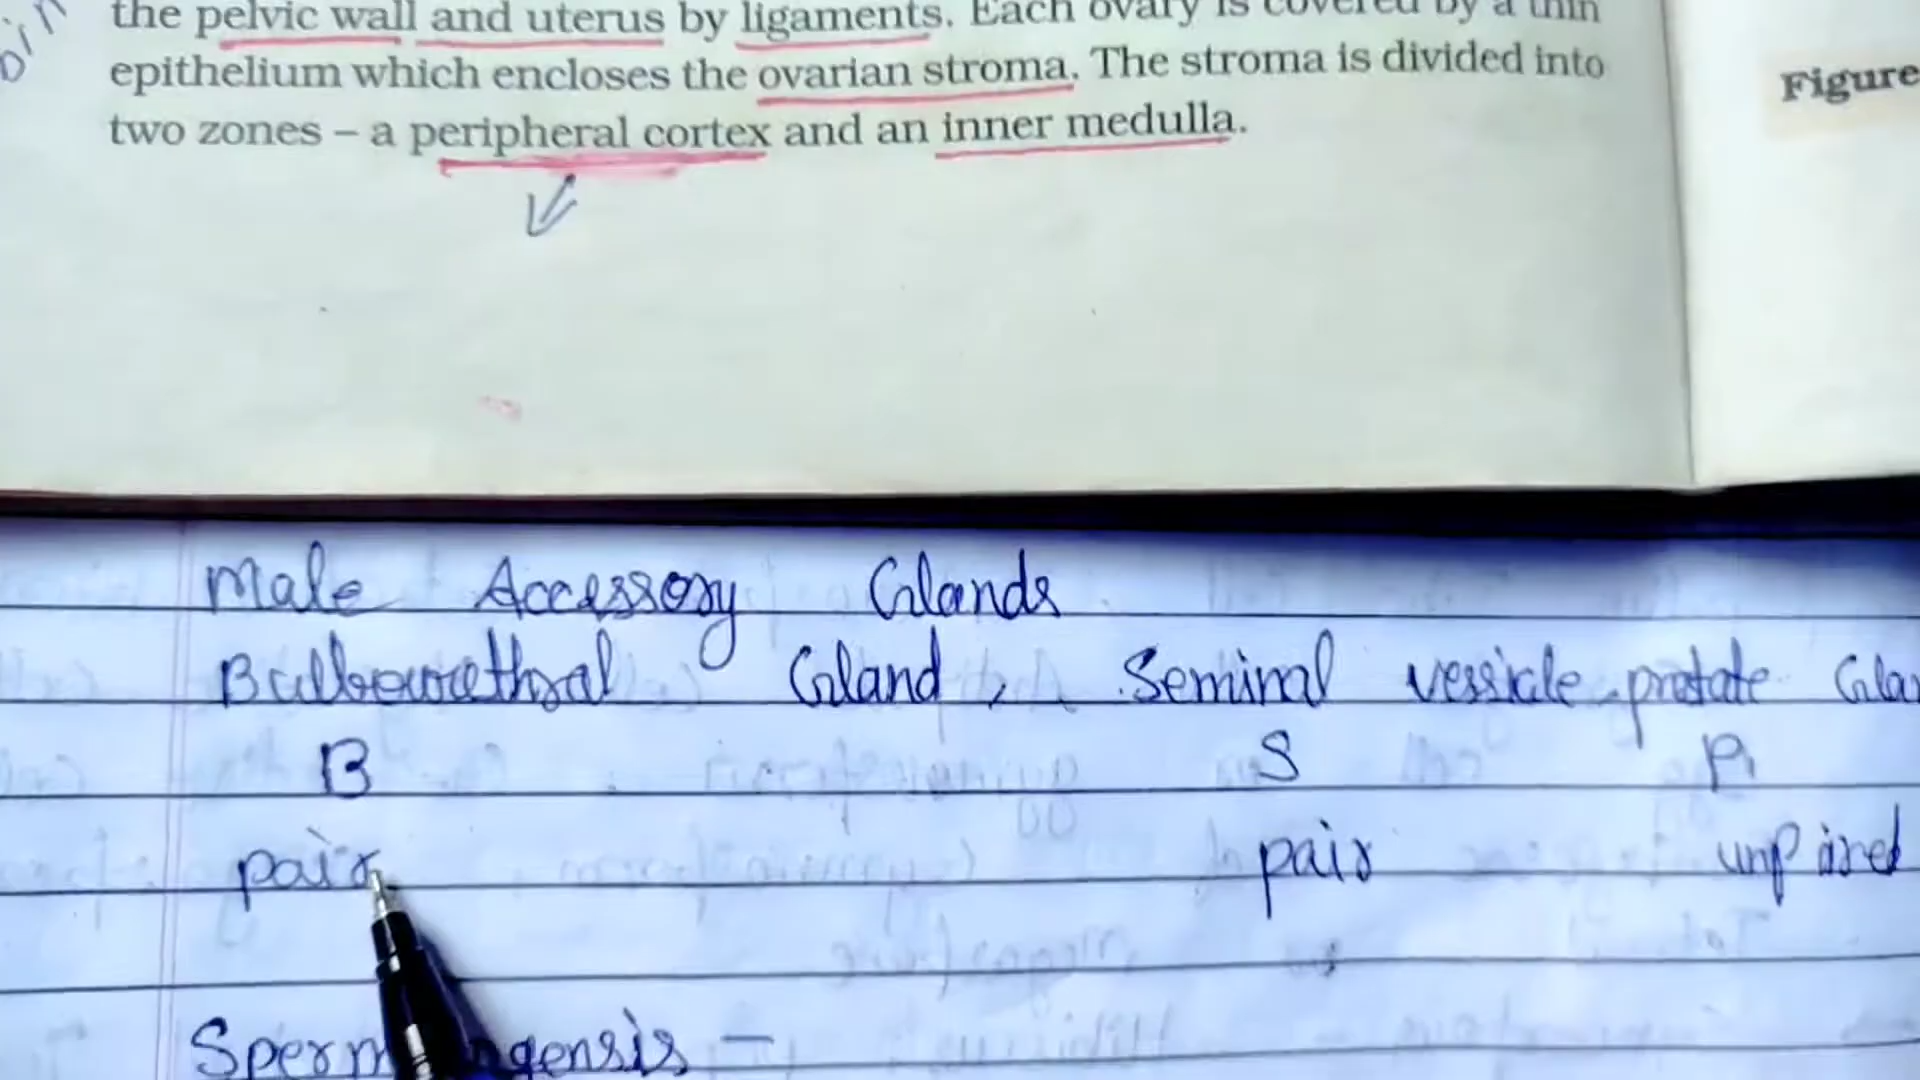 the pelvic wall and uterus by ligaments. Each ovary is covered by a thin
epithelium which encloses the ovarian stroma. The stroma is divided into
two zones – a peripheral cortex and an inner medulla.
Figure
Male Accessory Glands
Bulbourethral Gland, Seminal vessicle protate Gla
B S P
pair pair unpaired